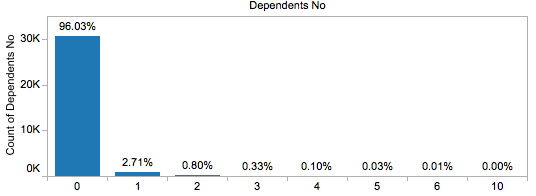 Dependents No
Count of Dependents No
30K
20K
10K
0K
96.03%
2.71%
0.80%
0.33%
0.10%
0.03%
0.01%
0.00%
0
1
2
3
4
5
6
10